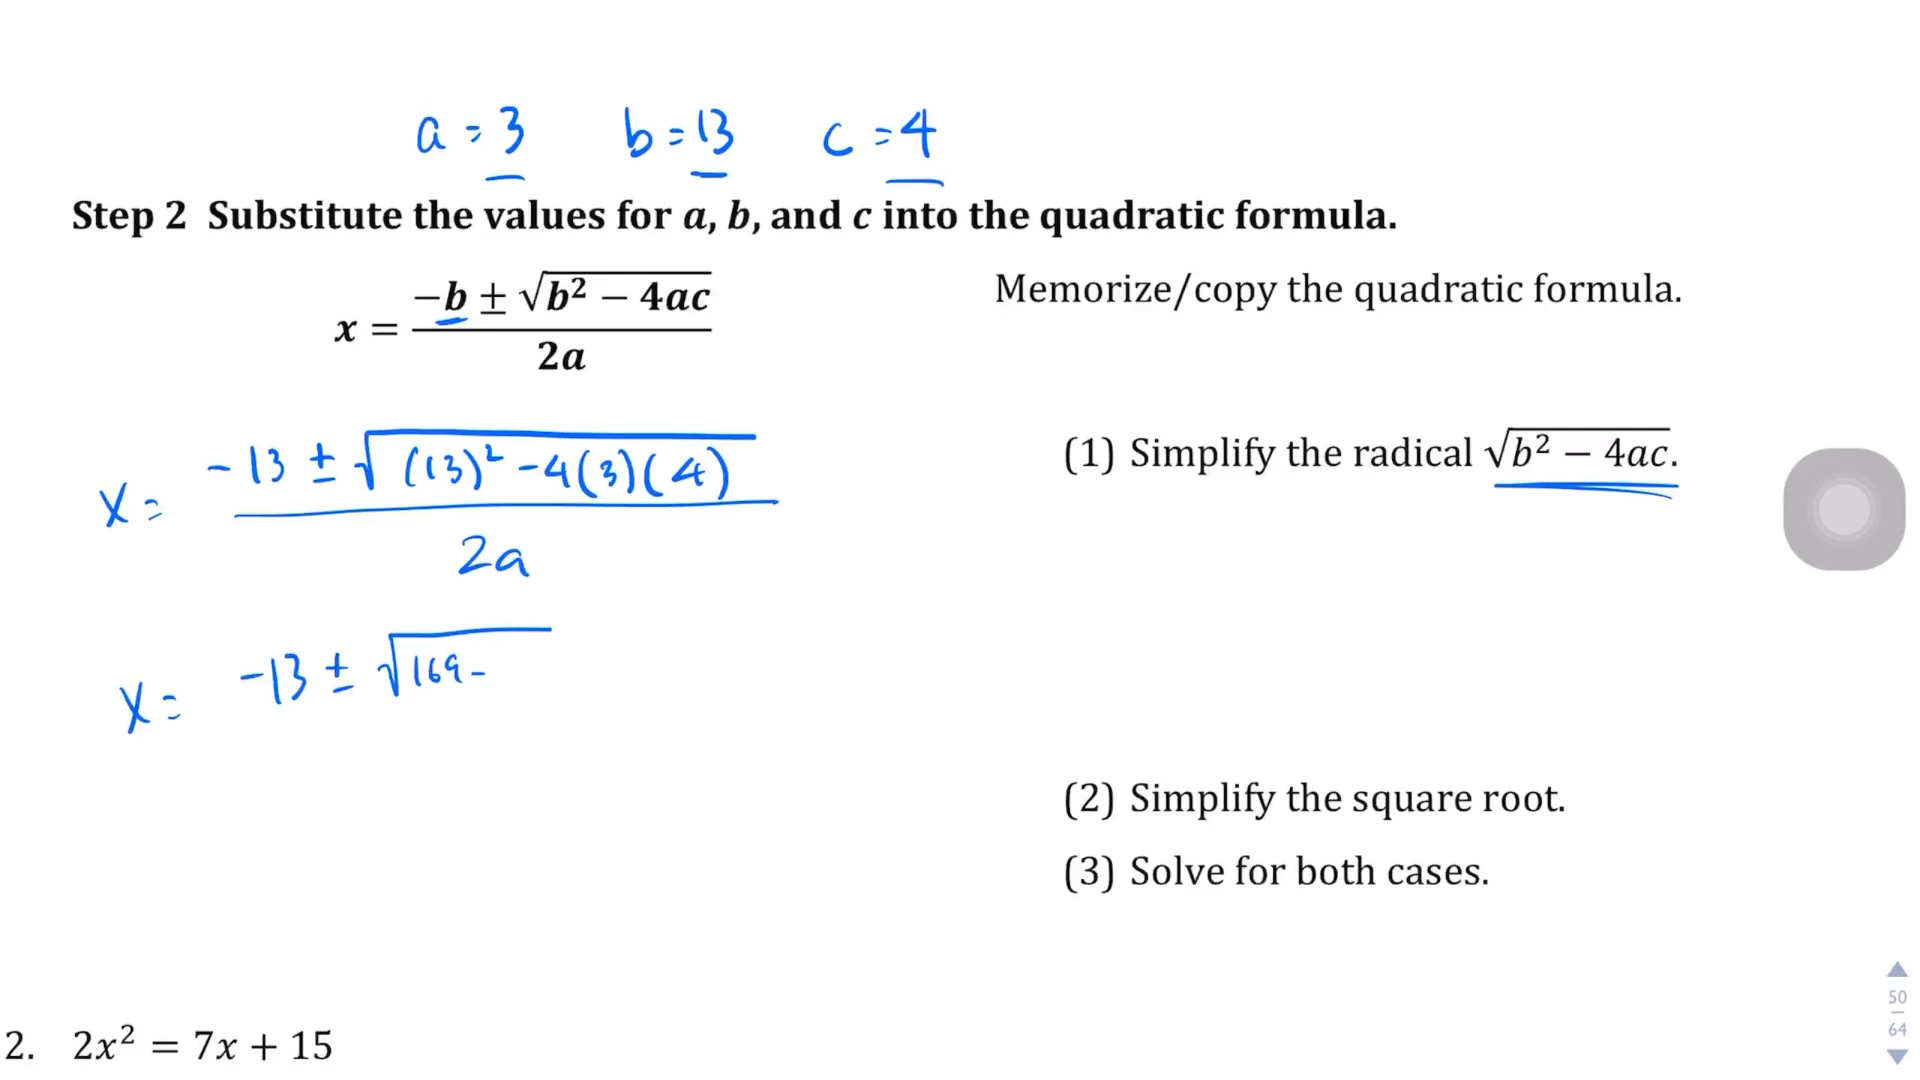 a = 3 b = 13 c = 4
Step 2 Substitute the values for a, b, and c into the quadratic formula.
x = (−b ± √(b² − 4ac)) / 2a
Memorize/copy the quadratic formula.
x = (-13 ± √((13)² - 4(3)(4))) / 2a
(1) Simplify the radical √(b² − 4ac).
x = -13 ± √(169 -
(2) Simplify the square root.
(3) Solve for both cases.
50
64
2. 2x² = 7x + 15